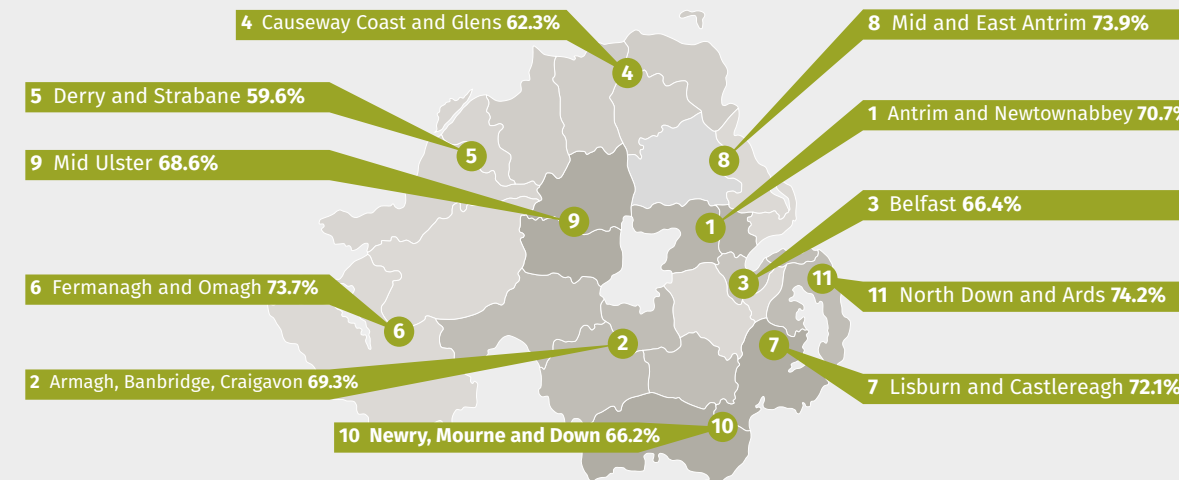 4 Causeway Coast and Glens 62.3%
8 Mid and East Antrim 73.9%
4
5 Derry and Strabane 59.6%
1 Antrim and Newtownabbey 70.7%
5
8
9 Mid Ulster 68.6%
3 Belfast 66.4%
9
1
11
3
6 Fermanagh and Omagh 73.7%
11 North Down and Ards 74.2%
6
2
7
2 Armagh, Banbridge, Craigavon 69.3%
7 Lisburn and Castlereagh 72.1%
10
10 Newry, Mourne and Down 66.2%